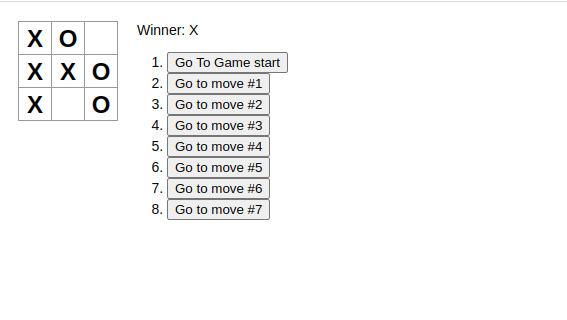 X O
X X O
X O
Winner: X
1. Go To Game start
2. Go to move #1
3. Go to move #2
4. Go to move #3
5. Go to move #4
6. Go to move #5
7. Go to move #6
8. Go to move #7